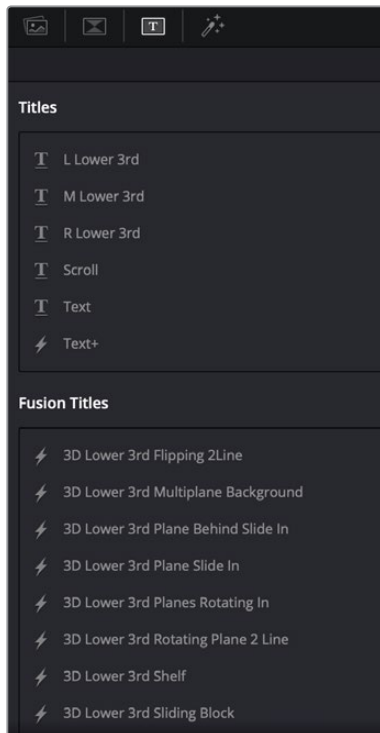 Titles
L Lower 3rd
M Lower 3rd
R Lower 3rd
Scroll
Text
Text+
Fusion Titles
3D Lower 3rd Flipping 2Line
3D Lower 3rd Multiplane Background
3D Lower 3rd Plane Behind Slide In
3D Lower 3rd Plane Slide In
3D Lower 3rd Planes Rotating In
3D Lower 3rd Rotating Plane 2 Line
3D Lower 3rd Shelf
3D Lower 3rd Sliding Block